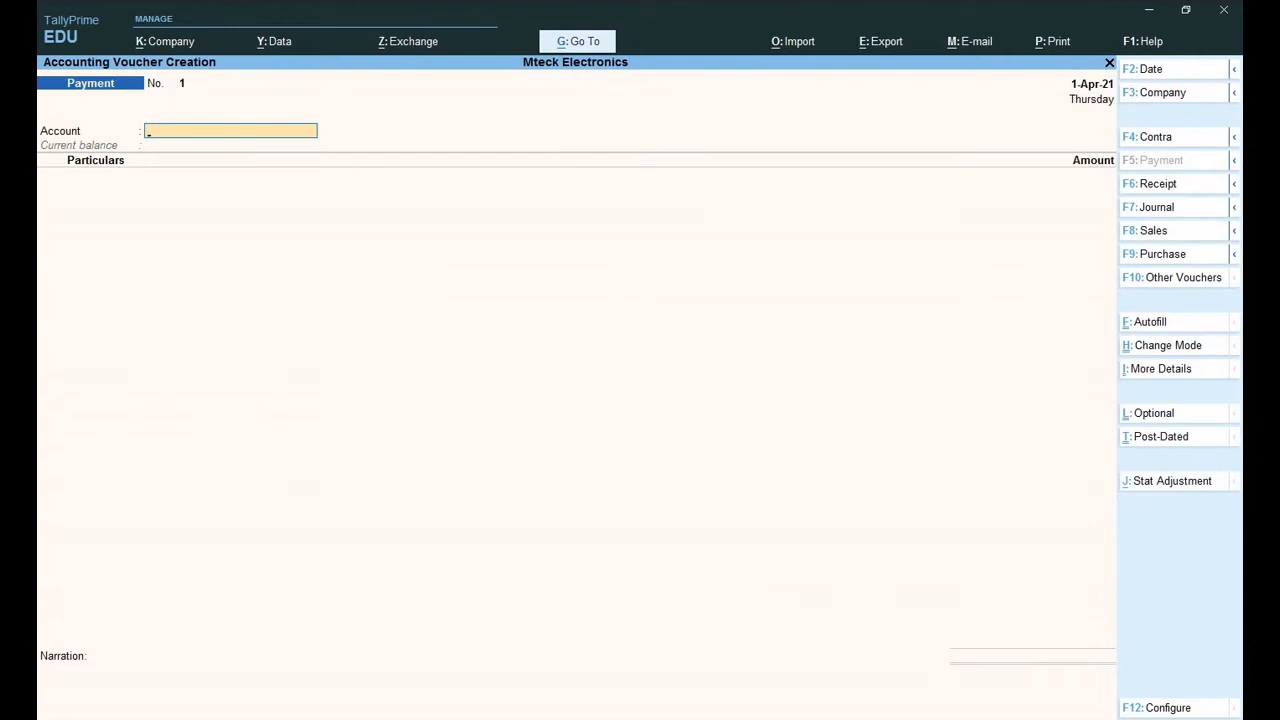 TallyPrime
EDU
MANAGE
K: Company
Y: Data
Z: Exchange
G: Go To
O: Import
E: Export
M: E-mail
P: Print
F1: Help
Accounting Voucher Creation
Mteck Electronics
Payment No. 1
1-Apr-21
Thursday
Account :
Current balance :
Particulars
Amount
Narration:
F2: Date
F3: Company
F4: Contra
F5: Payment
F6: Receipt
F7: Journal
F8: Sales
F9: Purchase
F10: Other Vouchers
F: Autofill
H: Change Mode
I: More Details
L: Optional
T: Post-Dated
J: Stat Adjustment
F12: Configure